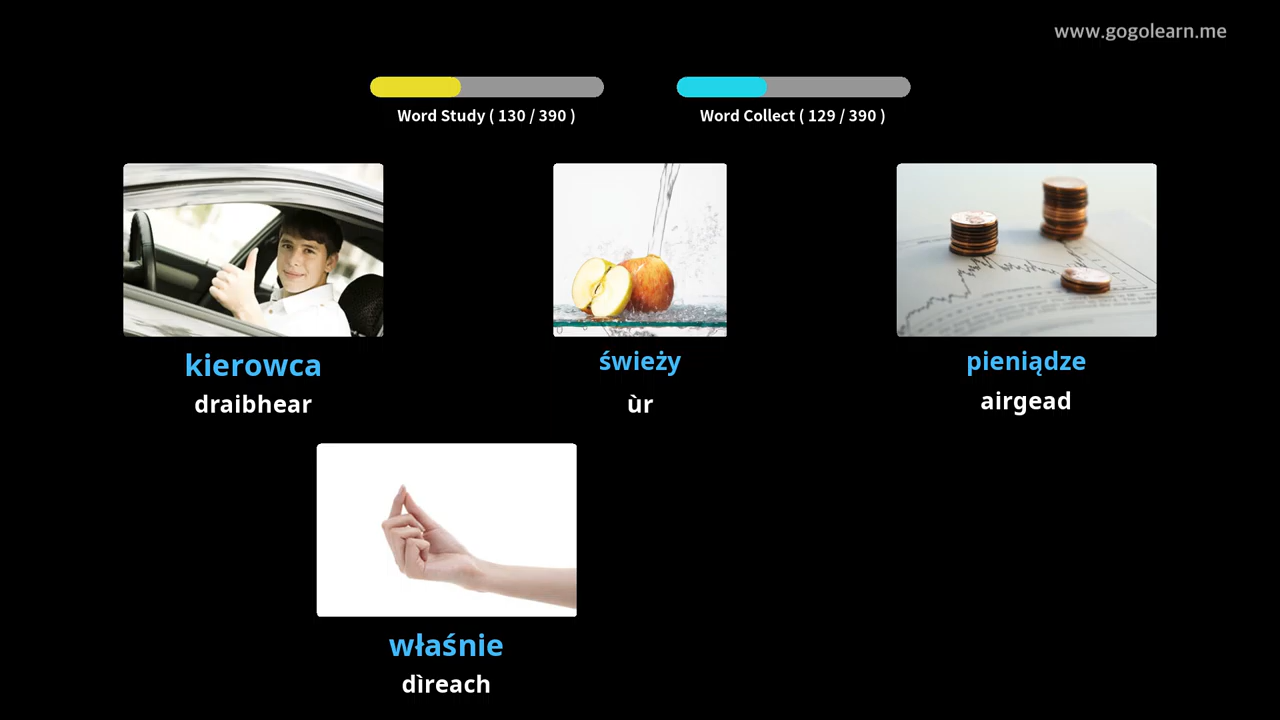 www.gogolearn.me
Word Study ( 130 / 390 )
Word Collect ( 129 / 390 )
kierowca
draibhear
świeży
ùr
pieniądze
airgead
właśnie
dìreach